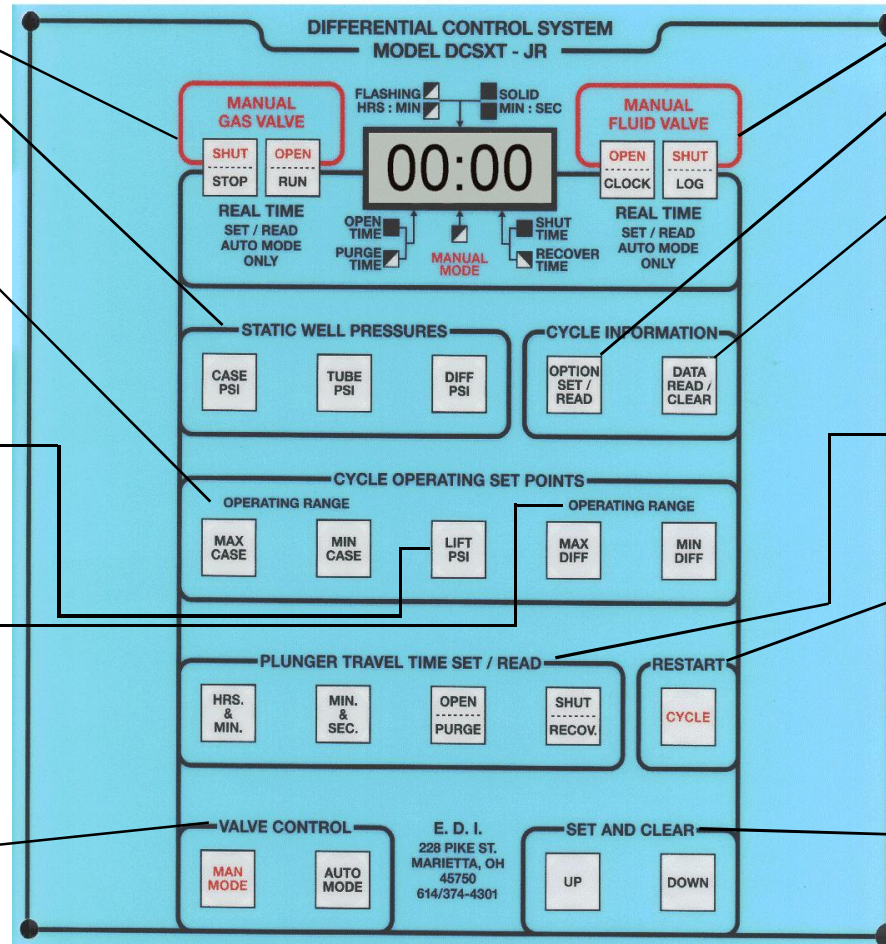 DIFFERENTIAL CONTROL SYSTEM
MODEL DCSXT - JR
MANUAL
GAS VALVE
SHUT
STOP
OPEN
RUN
REAL TIME
SET / READ
AUTO MODE
ONLY
FLASHING
HRS : MIN
SOLID
MIN : SEC
00:00
OPEN
TIME
PURGE
TIME
MANUAL
MODE
SHUT
TIME
RECOVER
TIME
MANUAL
FLUID VALVE
OPEN
CLOCK
SHUT
LOG
REAL TIME
SET / READ
AUTO MODE
ONLY
STATIC WELL PRESSURES
CASE
PSI
TUBE
PSI
DIFF
PSI
CYCLE INFORMATION
OPTION
SET /
READ
DATA
READ /
CLEAR
CYCLE OPERATING SET POINTS
OPERATING RANGE
MAX
CASE
MIN
CASE
LIFT
PSI
OPERATING RANGE
MAX
DIFF
MIN
DIFF
PLUNGER TRAVEL TIME SET / READ
HRS.
&
MIN.
MIN.
&
SEC.
OPEN
PURGE
SHUT
RECOV.
RESTART
CYCLE
VALVE CONTROL
MAN
MODE
AUTO
MODE
E. D. I.
228 PIKE ST.
MARIETTA, OH
45750
614/374-4301
SET AND CLEAR
UP
DOWN